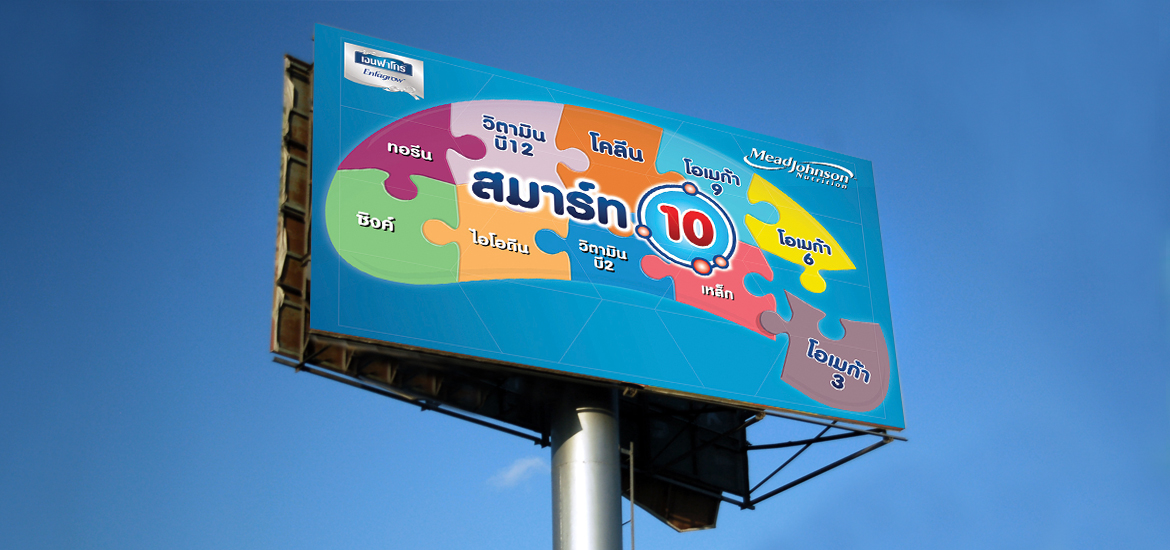 เอนฟาโกร
Enfagrow
MeadJohnson
Nutrition
ทอรีน
วิตามิน
บี12
โคลีน
โอเมก้า
9
โอเมก้า
6
สมาร์ท 10
ซิงค์
ไอโอดีน
วิตามิน
บี2
เหล็ก
โอเมก้า
3